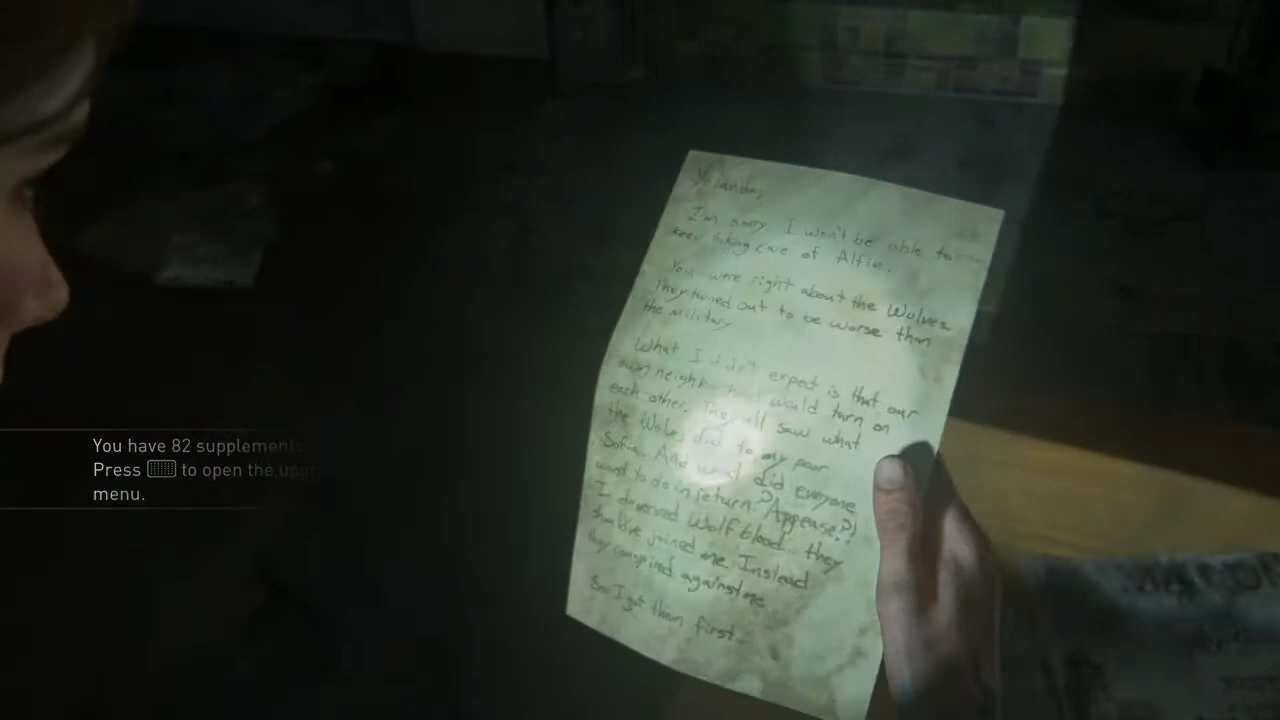 You have 82 supplements
Press to open the upgr
menu.
Yolanda,
I'm sorry I won't be able to
keep taking care of Alfie.
You were right about the Wolves
They turned out to be worse than
the military
What I didn't expect is that our
own neighbors would turn on
each other. They all saw what
the Wolves did to my poor
Sofia. And what did everyone
want to do in return? Appease?!
I deserved Wolf blood... they
should've joined me. Instead
they conspired against me
So I got them first.